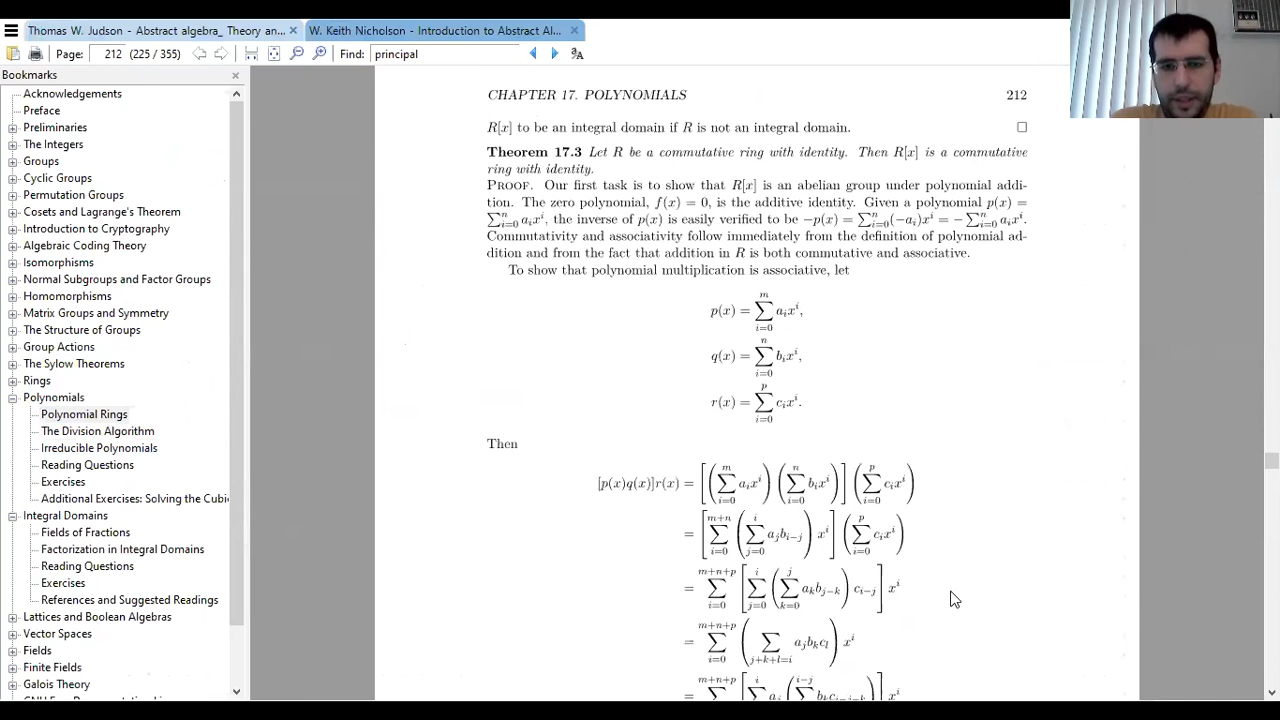 Thomas W. Judson - Abstract algebra_ Theory an... × W. Keith Nicholson - Introduction to Abstract Al... ×
Page: 212 (225 / 355) Find: principal
Bookmarks ×
Acknowledgements
Preface
Preliminaries
The Integers
Groups
Cyclic Groups
Permutation Groups
Cosets and Lagrange's Theorem
Introduction to Cryptography
Algebraic Coding Theory
Isomorphisms
Normal Subgroups and Factor Groups
Homomorphisms
Matrix Groups and Symmetry
The Structure of Groups
Group Actions
The Sylow Theorems
Rings
Polynomials
Polynomial Rings
The Division Algorithm
Irreducible Polynomials
Reading Questions
Exercises
Additional Exercises: Solving the Cubi
Integral Domains
Fields of Fractions
Factorization in Integral Domains
Reading Questions
Exercises
References and Suggested Readings
Lattices and Boolean Algebras
Vector Spaces
Fields
Finite Fields
Galois Theory
CHAPTER 17. POLYNOMIALS 212
R[x] to be an integral domain if R is not an integral domain. □
Theorem 17.3 Let R be a commutative ring with identity. Then R[x] is a commutative
ring with identity.
PROOF. Our first task is to show that R[x] is an abelian group under polynomial addi-
tion. The zero polynomial, f(x) = 0, is the additive identity. Given a polynomial p(x) =
∑_{i=0}^{n} a_i x^i, the inverse of p(x) is easily verified to be −p(x) = ∑_{i=0}^{n} (−a_i)x^i = −∑_{i=0}^{n} a_i x^i.
Commutativity and associativity follow immediately from the definition of polynomial ad-
dition and from the fact that addition in R is both commutative and associative.
To show that polynomial multiplication is associative, let
p(x) = ∑_{i=0}^{m} a_i x^i,
q(x) = ∑_{i=0}^{n} b_i x^i,
r(x) = ∑_{i=0}^{p} c_i x^i.
Then
[p(x)q(x)]r(x) = [(∑_{i=0}^{m} a_i x^i)(∑_{i=0}^{n} b_i x^i)](∑_{i=0}^{p} c_i x^i)
= [∑_{i=0}^{m+n} (∑_{j=0}^{i} a_j b_{i−j}) x^i](∑_{i=0}^{p} c_i x^i)
= ∑_{i=0}^{m+n+p} [∑_{j=0}^{i} (∑_{k=0}^{j} a_k b_{j−k}) c_{i−j}] x^i
= ∑_{i=0}^{m+n+p} (∑_{j+k+l=i} a_j b_k c_l) x^i